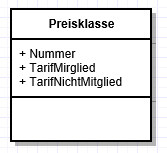 Preisklasse
+ Nummer
+ TarifMirglied
+ TarifNichtMitglied